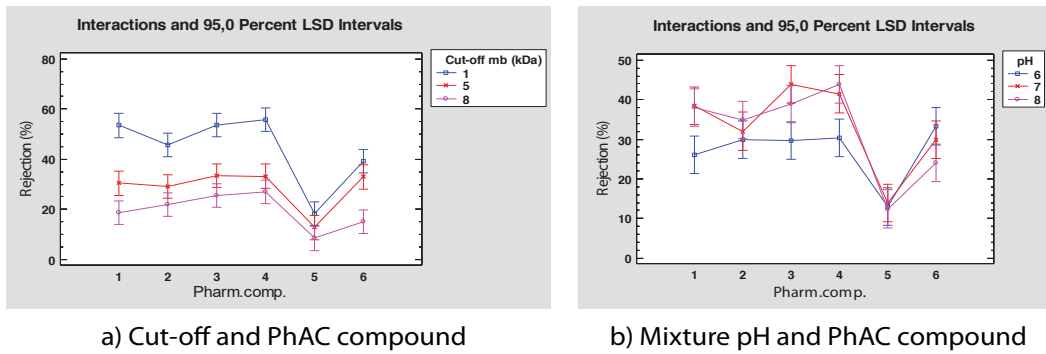 Interactions and 95,0 Percent LSD Intervals
80
60
40
20
0
Rejection (%)
1 2 3 4 5 6
Pharm.comp.
Cut-off mb (kDa)
1
5
8
a) Cut-off and PhAC compound
Interactions and 95,0 Percent LSD Intervals
50
40
30
20
10
0
Rejection (%)
1 2 3 4 5 6
Pharm.comp.
pH
6
7
8
b) Mixture pH and PhAC compound